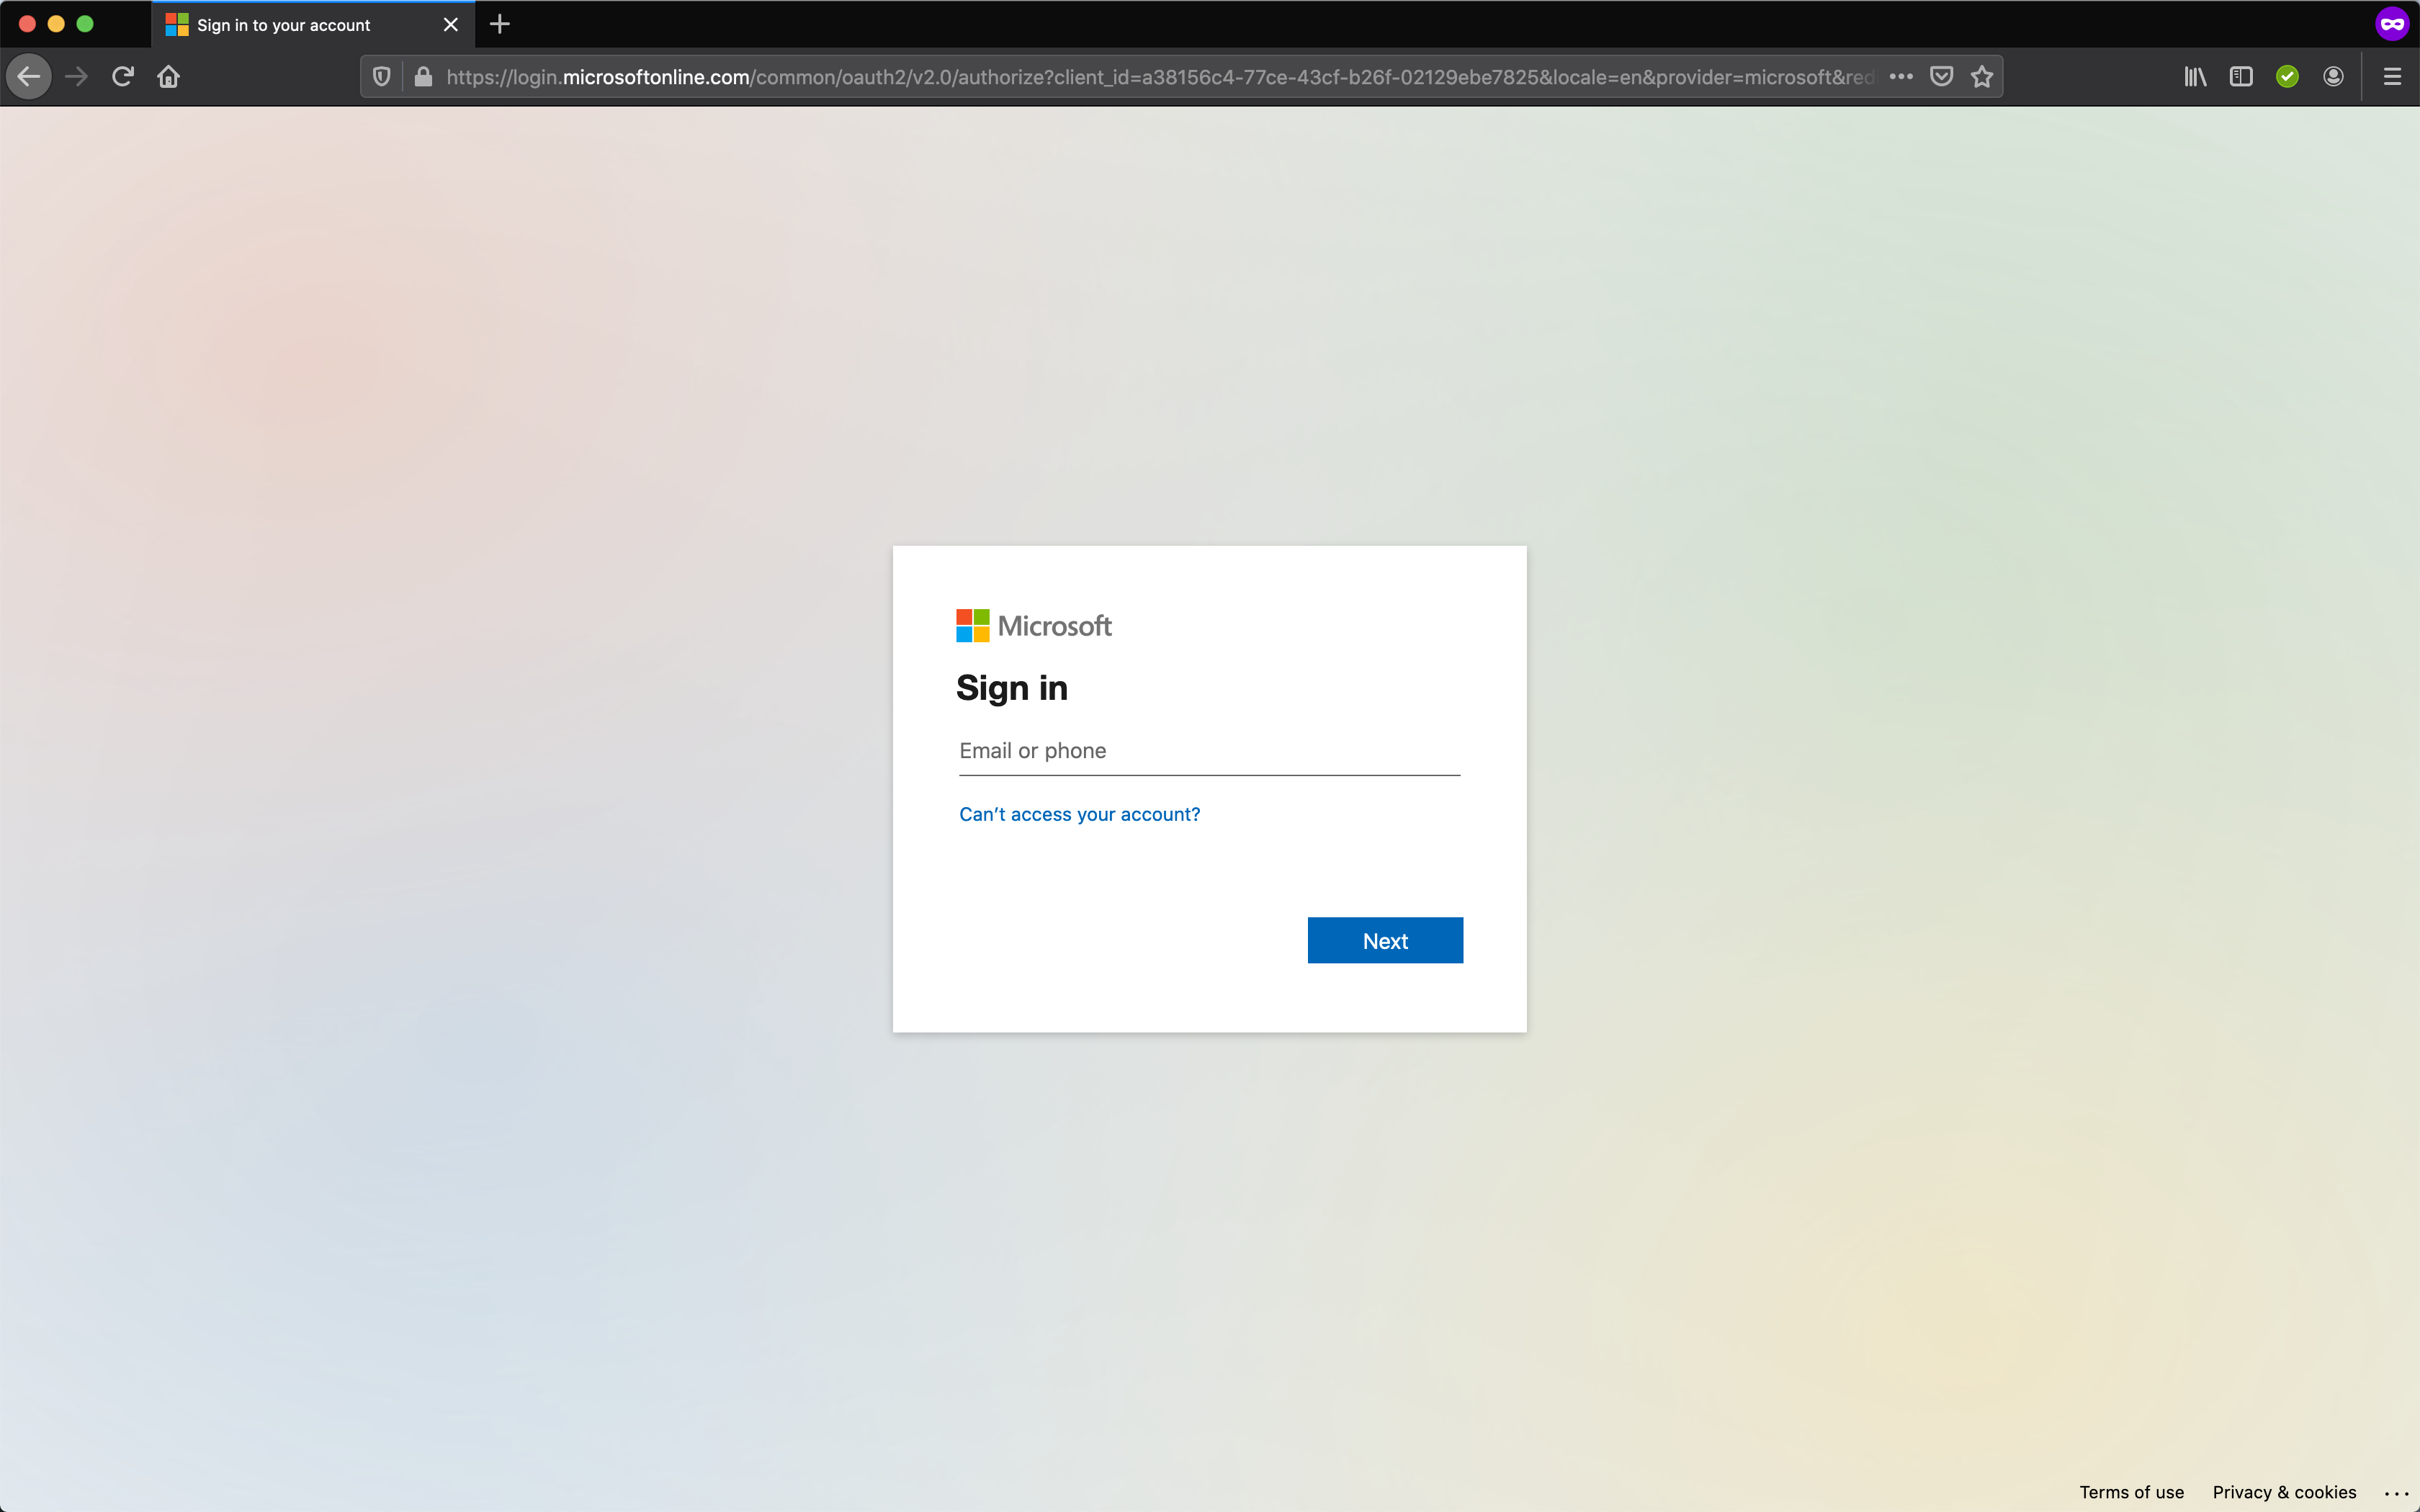 Sign in to your account
https://login.microsoftonline.com/common/oauth2/v2.0/authorize?client_id=a38156c4-77ce-43cf-b26f-02129ebe7825&locale=en&provider=microsoft&red
Microsoft
Sign in
Email or phone
Can't access your account?
Next
Terms of use Privacy & cookies ...